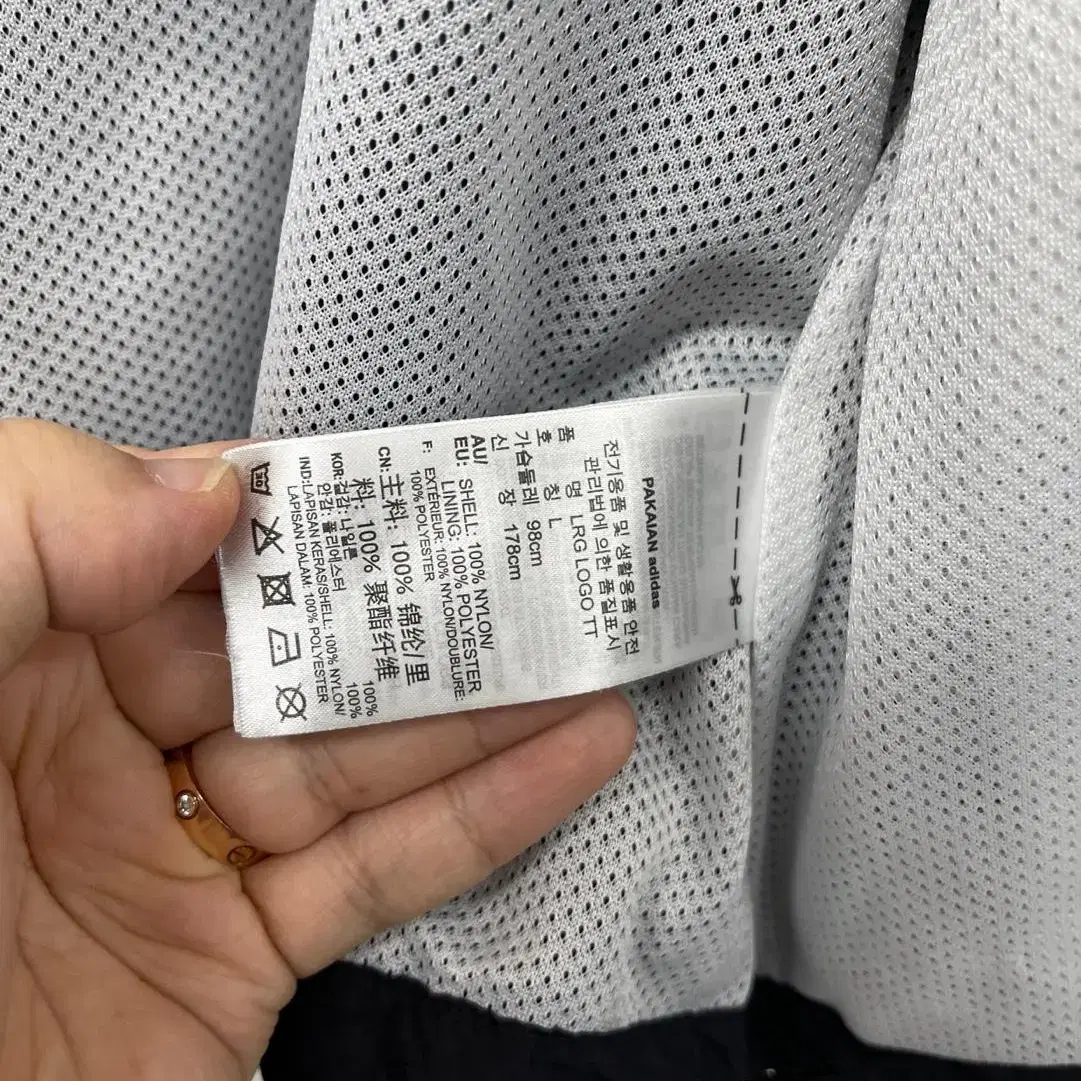 PAKAIAN adidas
전기용품 및 생활용품 안전
관리법에 의한 품질표시
품 명 LRG LOGO TT
호 칭 L
가슴둘레 98cm
신 장 178cm
AU/
EU: SHELL: 100% NYLON/
LINING: 100% POLYESTER
F: EXTÉRIEUR: 100% NYLON/DOUBLURE:
100% POLYESTER
CN: 主料: 100% 锦纶/里
料: 100% 聚酯纤维
KOR: 겉감: 나일론 100%
안감: 폴리에스터 100%
IND: LAPISAN KERAS/SHELL: 100% NYLON/
LAPISAN DALAM: 100% POLYESTER
30